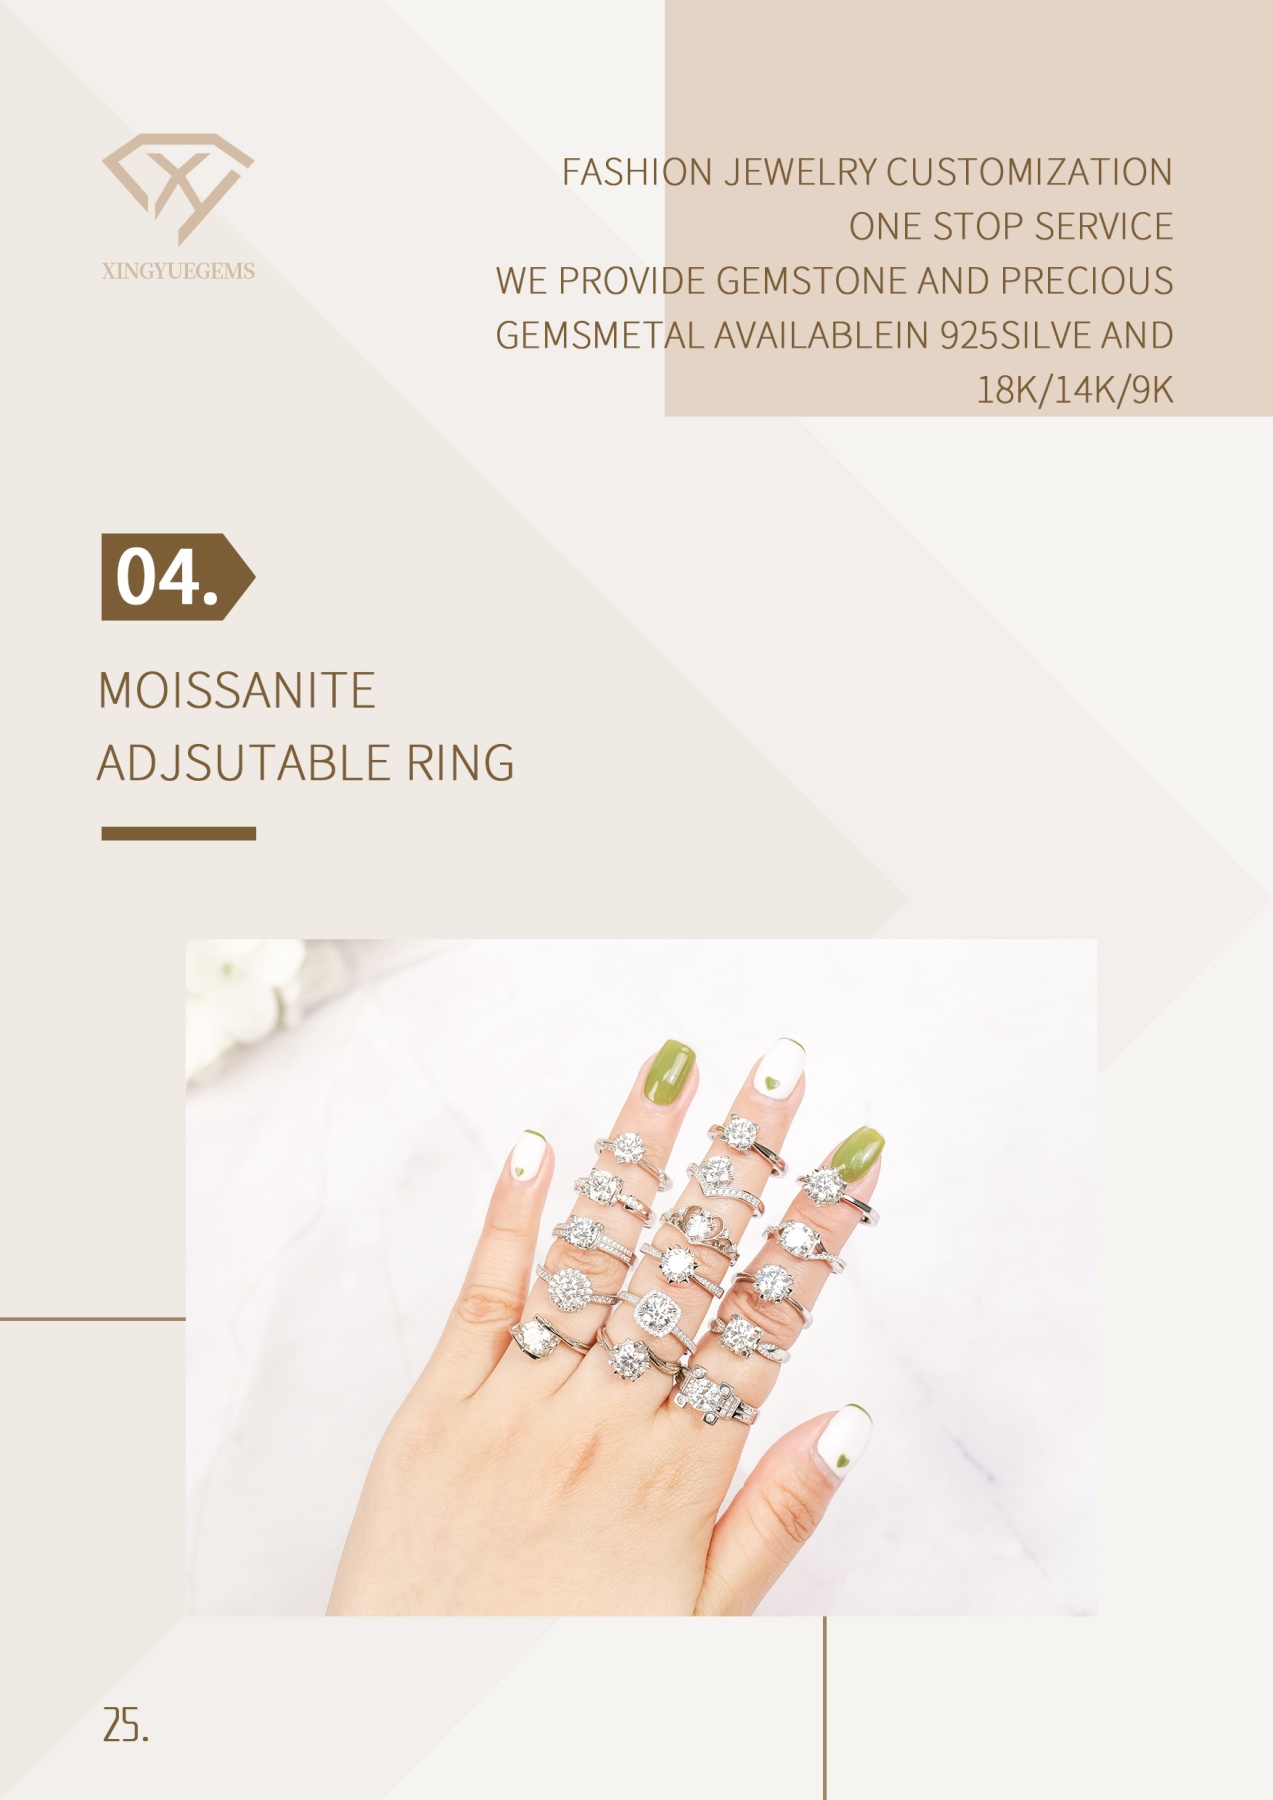 XINGYUEGEMS
FASHION JEWELRY CUSTOMIZATION
ONE STOP SERVICE
WE PROVIDE GEMSTONE AND PRECIOUS
GEMSMETAL AVAILABLEIN 925SILVE AND
18K/14K/9K
04.
MOISSANITE
ADJSUTABLE RING
25.